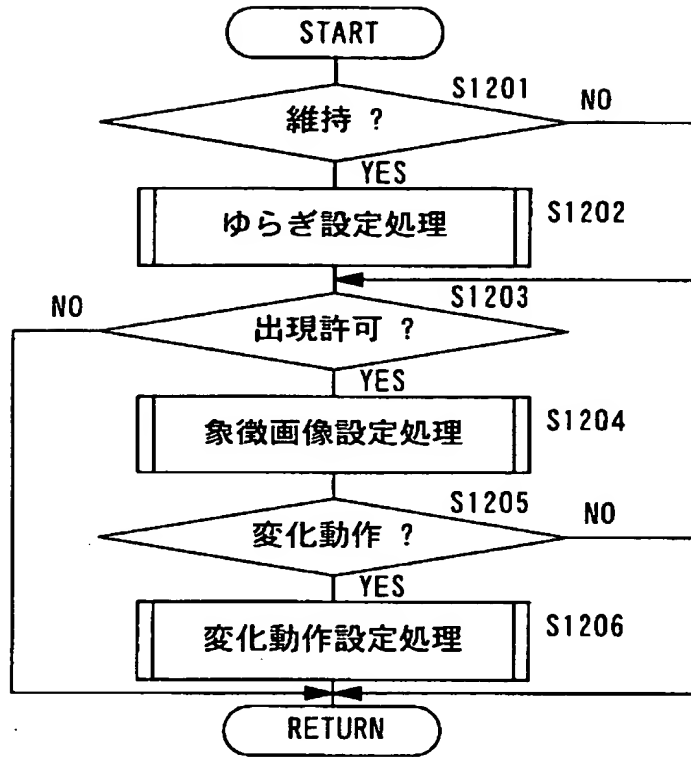 START
S1201
維持 ?
NO
YES
ゆらぎ設定処理
S1202
NO
S1203
出現許可 ?
YES
象徴画像設定処理
S1204
S1205
変化動作 ?
NO
YES
変化動作設定処理
S1206
RETURN